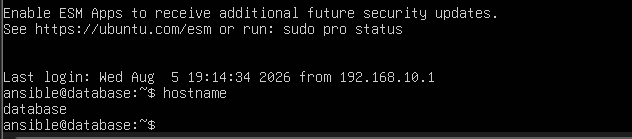 Enable ESM Apps to receive additional future security updates.
See https://ubuntu.com/esm or run: sudo pro status
Last login: Wed Aug  5 19:14:34 2026 from 192.168.10.1
ansible@database:~$ hostname
database
ansible@database:~$